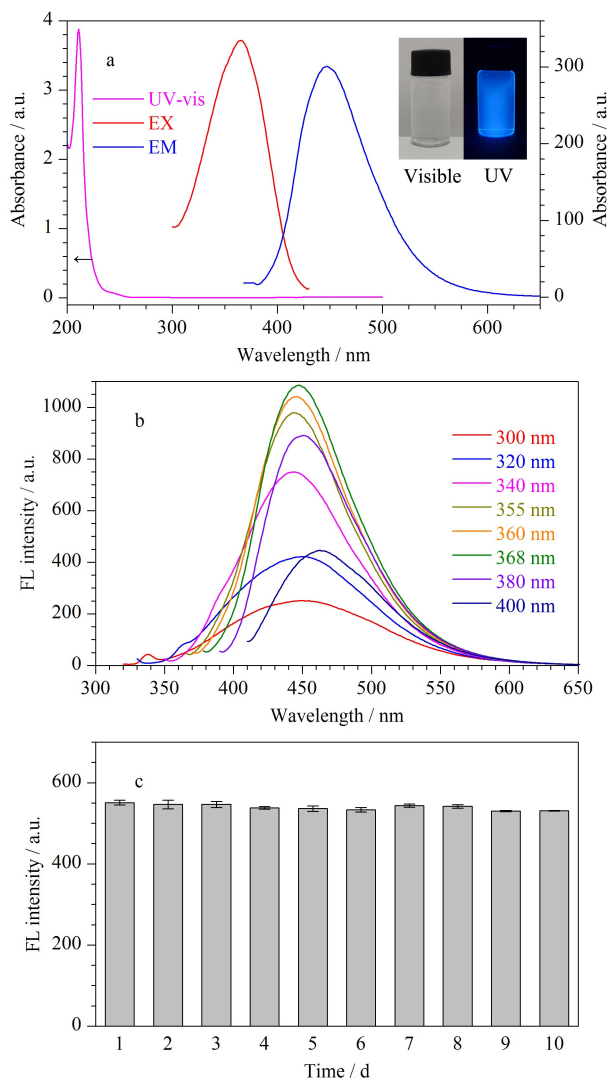 a
UV-vis
EX
EM
Visible UV
Absorbance / a.u.
4
3
2
1
0
Absorbance / a.u.
300
200
100
0
200 300 400 500 600
←
Wavelength / nm
b
300 nm
320 nm
340 nm
355 nm
360 nm
368 nm
380 nm
400 nm
FL intensity / a.u.
1000
800
600
400
200
0
300 350 400 450 500 550 600 650
Wavelength / nm
c
FL intensity / a.u.
600
400
200
0
1 2 3 4 5 6 7 8 9 10
Time / d